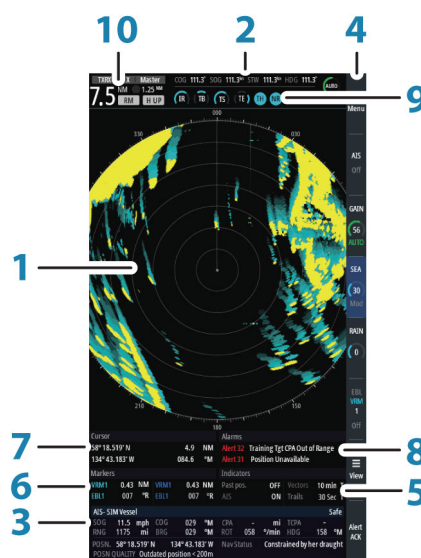 10 2 4
TXRX Master COG 111.3° SOG 111.3 STW 111.3 HDG 111.3°
7.5 NM 1.25 NM
RM H UP IR TB TS TE TH NR AUTO
9
000
Menu
330 030
AIS
Off
GAIN
56
AUTO
1
SEA
30
Mod
RAIN
0
EBL
VRM
1
Off
210 150
180
Cursor Alarms
7 58° 18.519' N 4.9 NM Alert 32 Training Tgt CPA Out of Range 8
134° 43.183' W 084.6 °M Alert 31 Position Unavailable
View
Markers Indicators
6 VRM1 0.43 NM VRM1 0.43 NM Past pos. OFF Vectors 10 min T 5
EBL1 007 °R EBL1 007 °R AIS ON Trails 30 Sec
3 AIS- SIM Vessel Safe
SOG 11.5 mph COG 029 °M CPA - mi TCPA -
RNG 1175 mi BRG 029 °M ROT 058 °/min HDG 158 °M
POSN. 58° 18.519' N 134° 43.183' W Nav Status Constrained by her draught
POSN QUALITY Outdated position < 200m
Alert
ACK